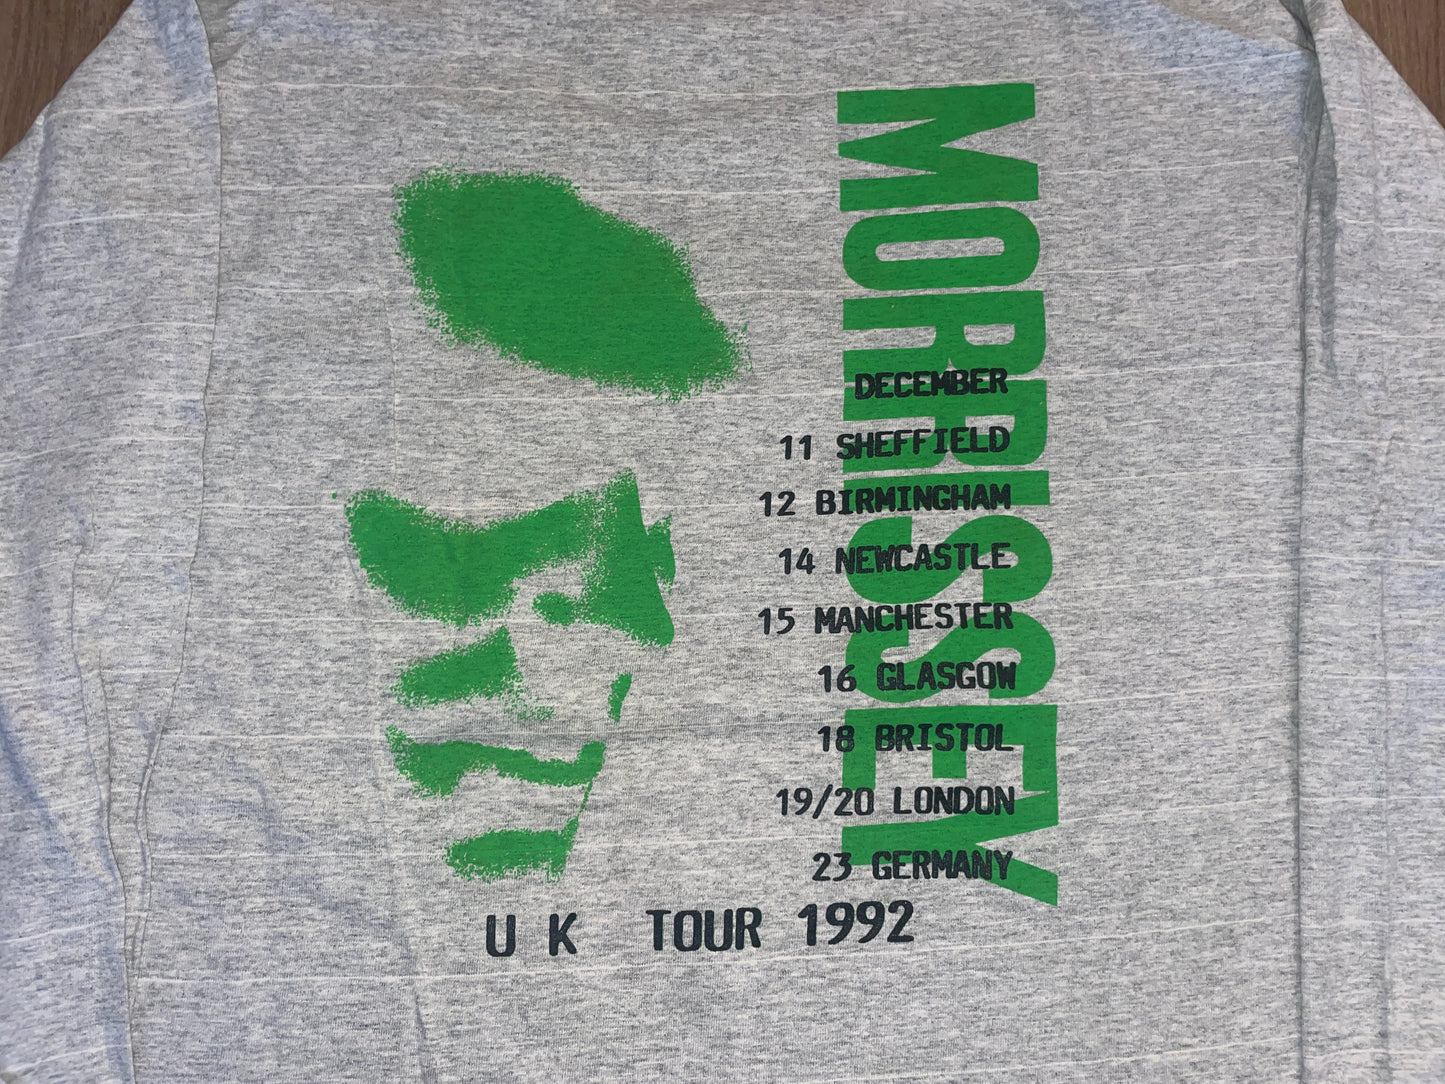 MORRISSEY
DECEMBER
11 SHEFFIELD
12 BIRMINGHAM
14 NEWCASTLE
15 MANCHESTER
16 GLASGOW
18 BRISTOL
19/20 LONDON
23 GERMANY
U K TOUR 1992